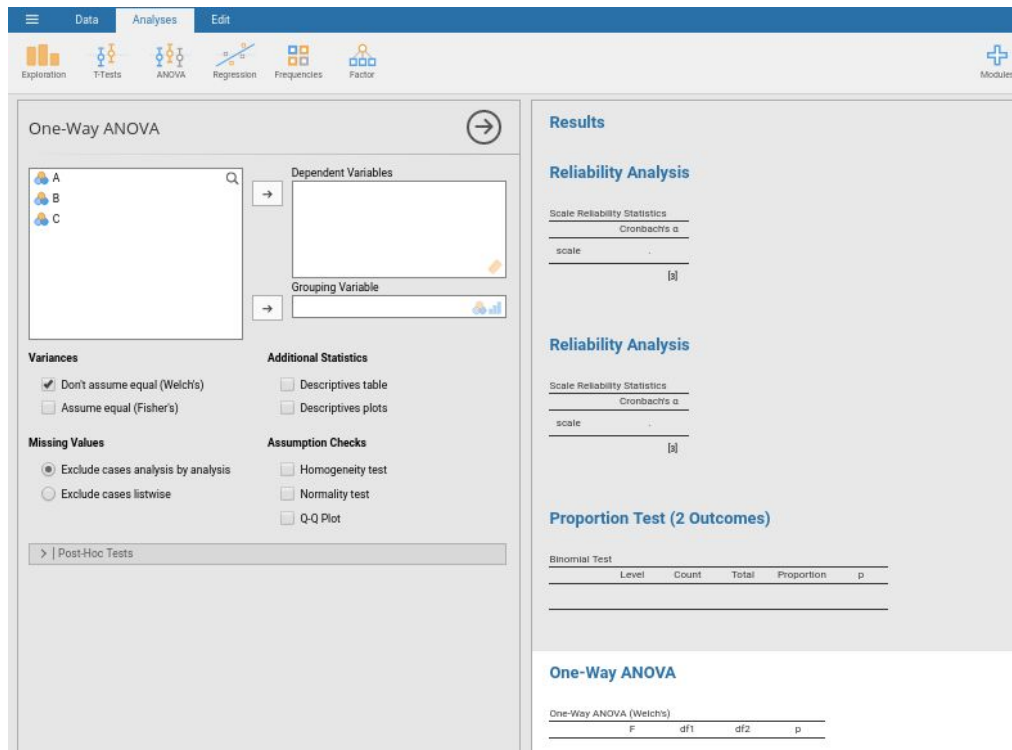 Data Analyses Edit
Exploration T-Tests ANOVA Regression Frequencies Factor Modules
One-Way ANOVA
A
B
C
Dependent Variables
Grouping Variable
Variances
Don't assume equal (Welch's)
Assume equal (Fisher's)
Additional Statistics
Descriptives table
Descriptives plots
Missing Values
Exclude cases analysis by analysis
Exclude cases listwise
Assumption Checks
Homogeneity test
Normality test
Q-Q Plot
> | Post-Hoc Tests
Results
Reliability Analysis
Scale Reliability Statistics
Cronbach's α
scale .
[3]
Reliability Analysis
Scale Reliability Statistics
Cronbach's α
scale .
[3]
Proportion Test (2 Outcomes)
Binomial Test
Level Count Total Proportion p
One-Way ANOVA
One-Way ANOVA (Welch's)
F df1 df2 p